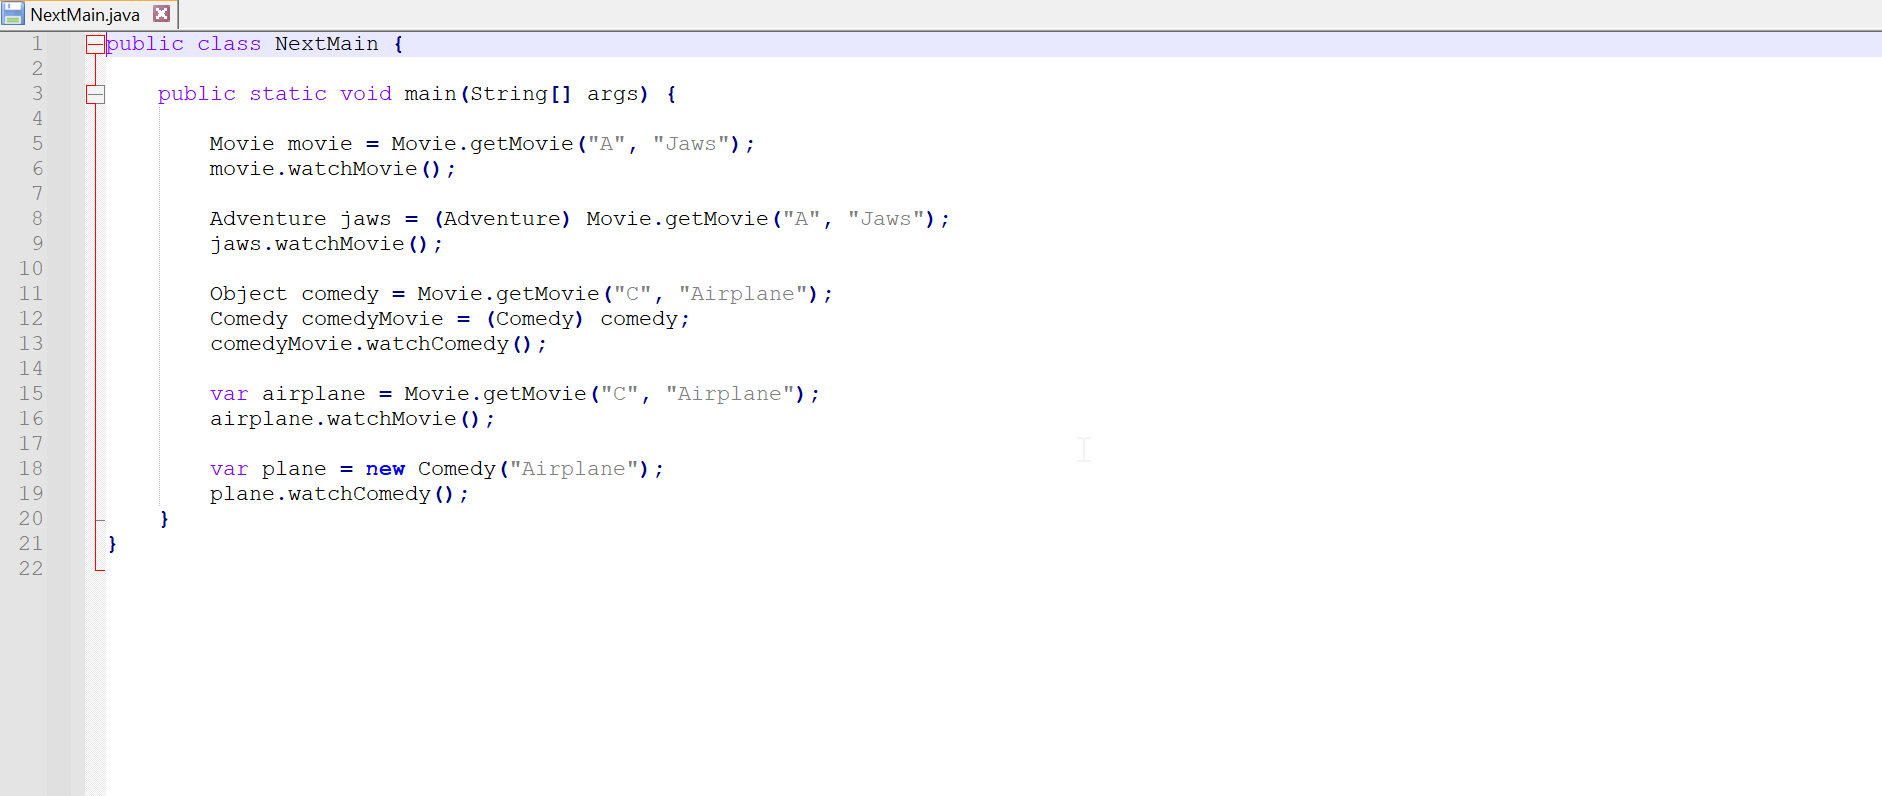 NextMain.java
1 public class NextMain {
2
3 public static void main(String[] args) {
4
5 Movie movie = Movie.getMovie("A", "Jaws");
6 movie.watchMovie();
7
8 Adventure jaws = (Adventure) Movie.getMovie("A", "Jaws");
9 jaws.watchMovie();
10
11 Object comedy = Movie.getMovie("C", "Airplane");
12 Comedy comedyMovie = (Comedy) comedy;
13 comedyMovie.watchComedy();
14
15 var airplane = Movie.getMovie("C", "Airplane");
16 airplane.watchMovie();
17
18 var plane = new Comedy("Airplane");
19 plane.watchComedy();
20 }
21 }
22